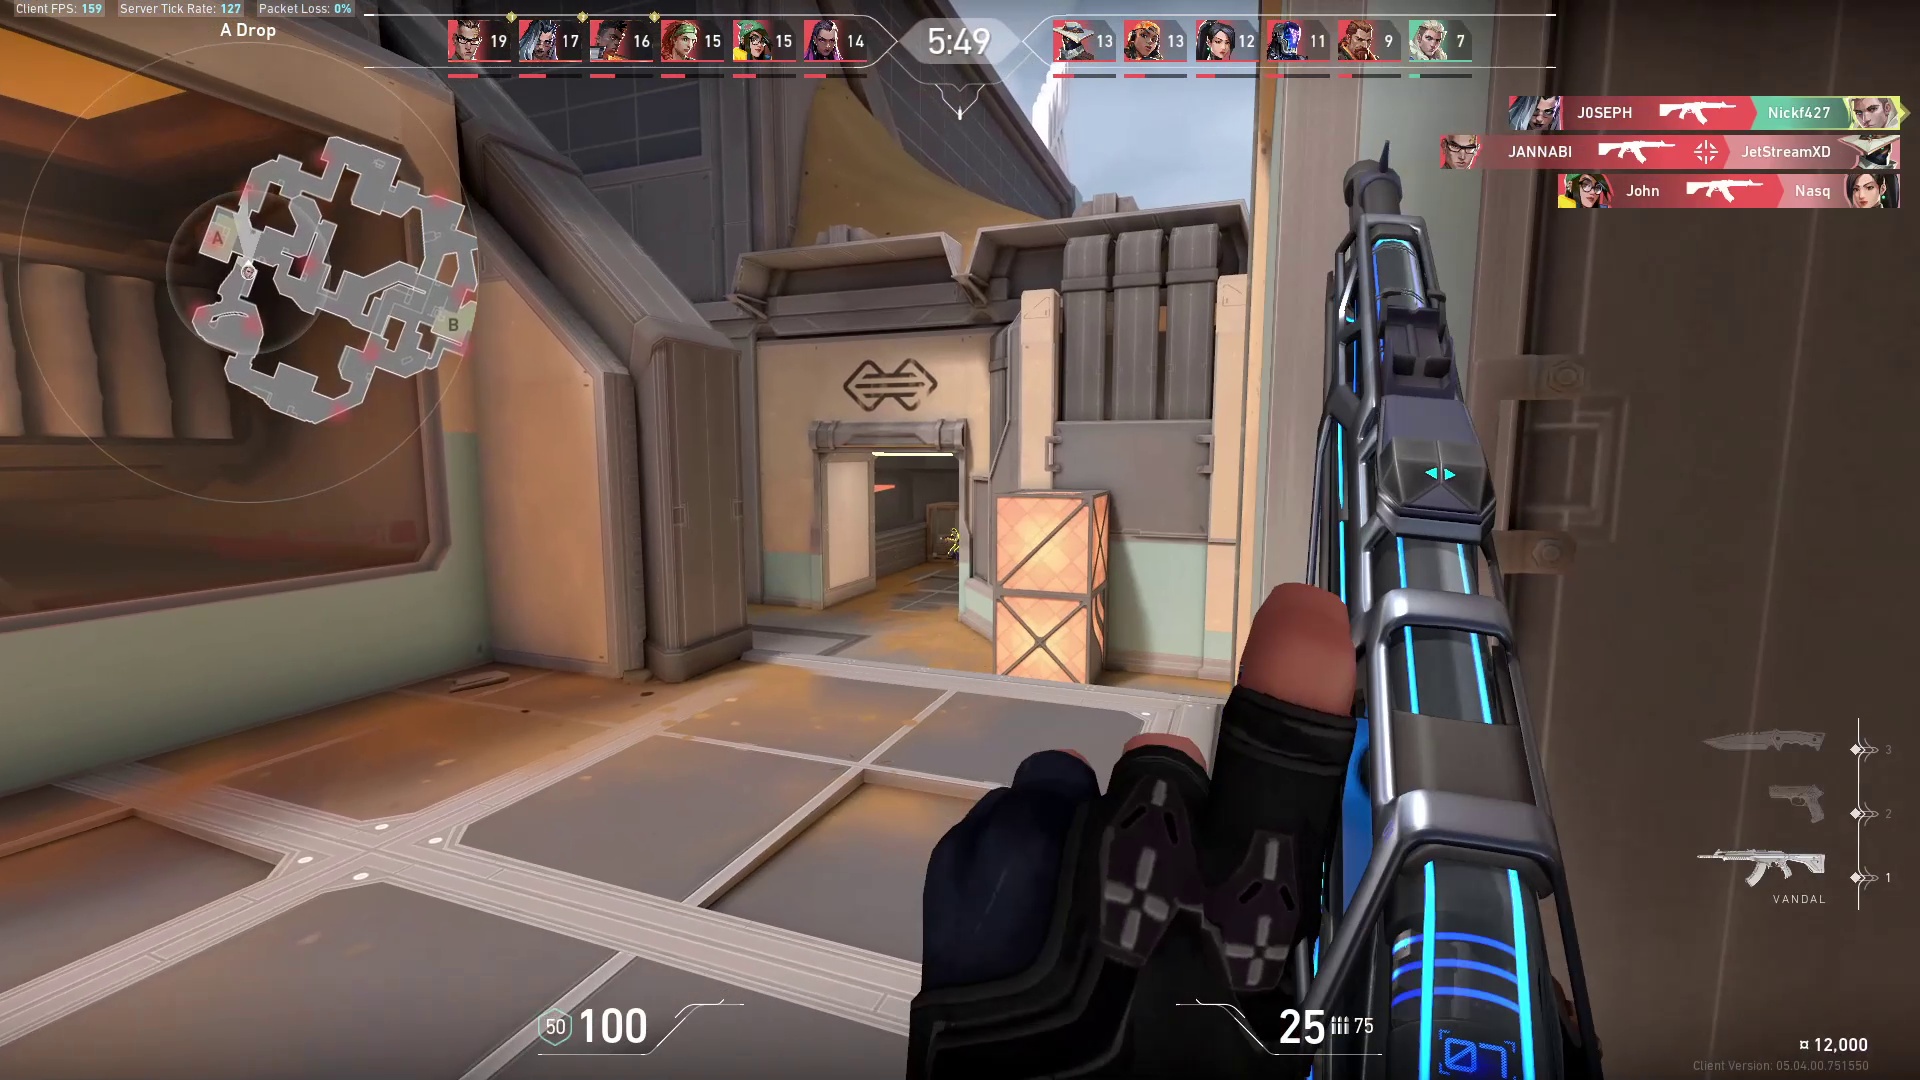 Client FPS: 159 Server Tick Rate: 127 Packet Loss: 0%
A Drop
19 17 16 15 15 14 5:49 13 13 12 11 9 7
J0SEPH Nickf427
JANNABI JetStreamXD
John Nasq
A
B
3
2
1
VANDAL
50 100
25 75
¤ 12,000
Client Version: 05.04.00.751550